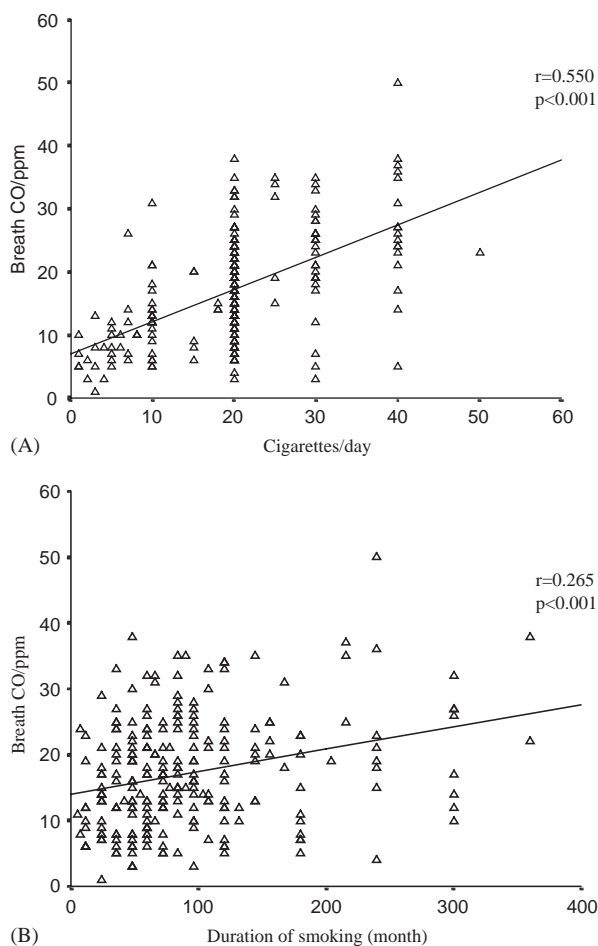 60
r=0.550
p<0.001
50
40
30
20
10
0
Breath CO/ppm
0 10 20 30 40 50 60
(A) Cigarettes/day
60
50
r=0.265
p<0.001
40
30
20
10
0
Breath CO/ppm
0 100 200 300 400
(B) Duration of smoking (month)